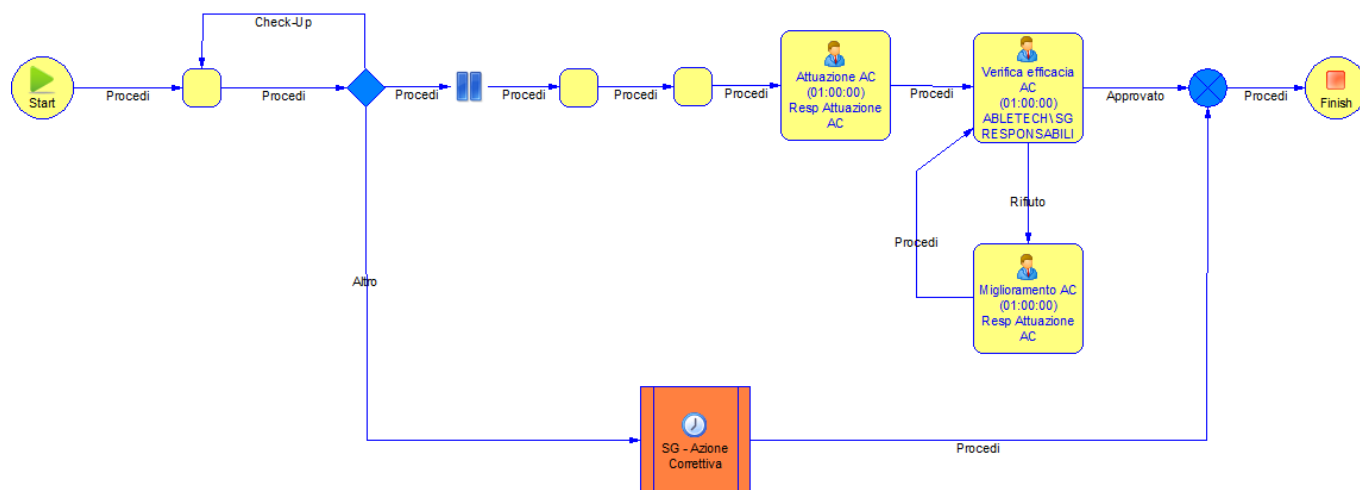 Check-Up
Start
Procedi
Procedi
Procedi
Procedi
Procedi
Procedi
Attuazione AC
(01:00:00)
Resp Attuazione
AC
Procedi
Verifica efficacia
AC
(01:00:00)
ABLETECH\SG
RESPONSABILI
Approvato
Procedi
Finish
Rifiuto
Procedi
Altro
Miglioramento AC
(01:00:00)
Resp Attuazione
AC
SG - Azione
Correttiva
Procedi